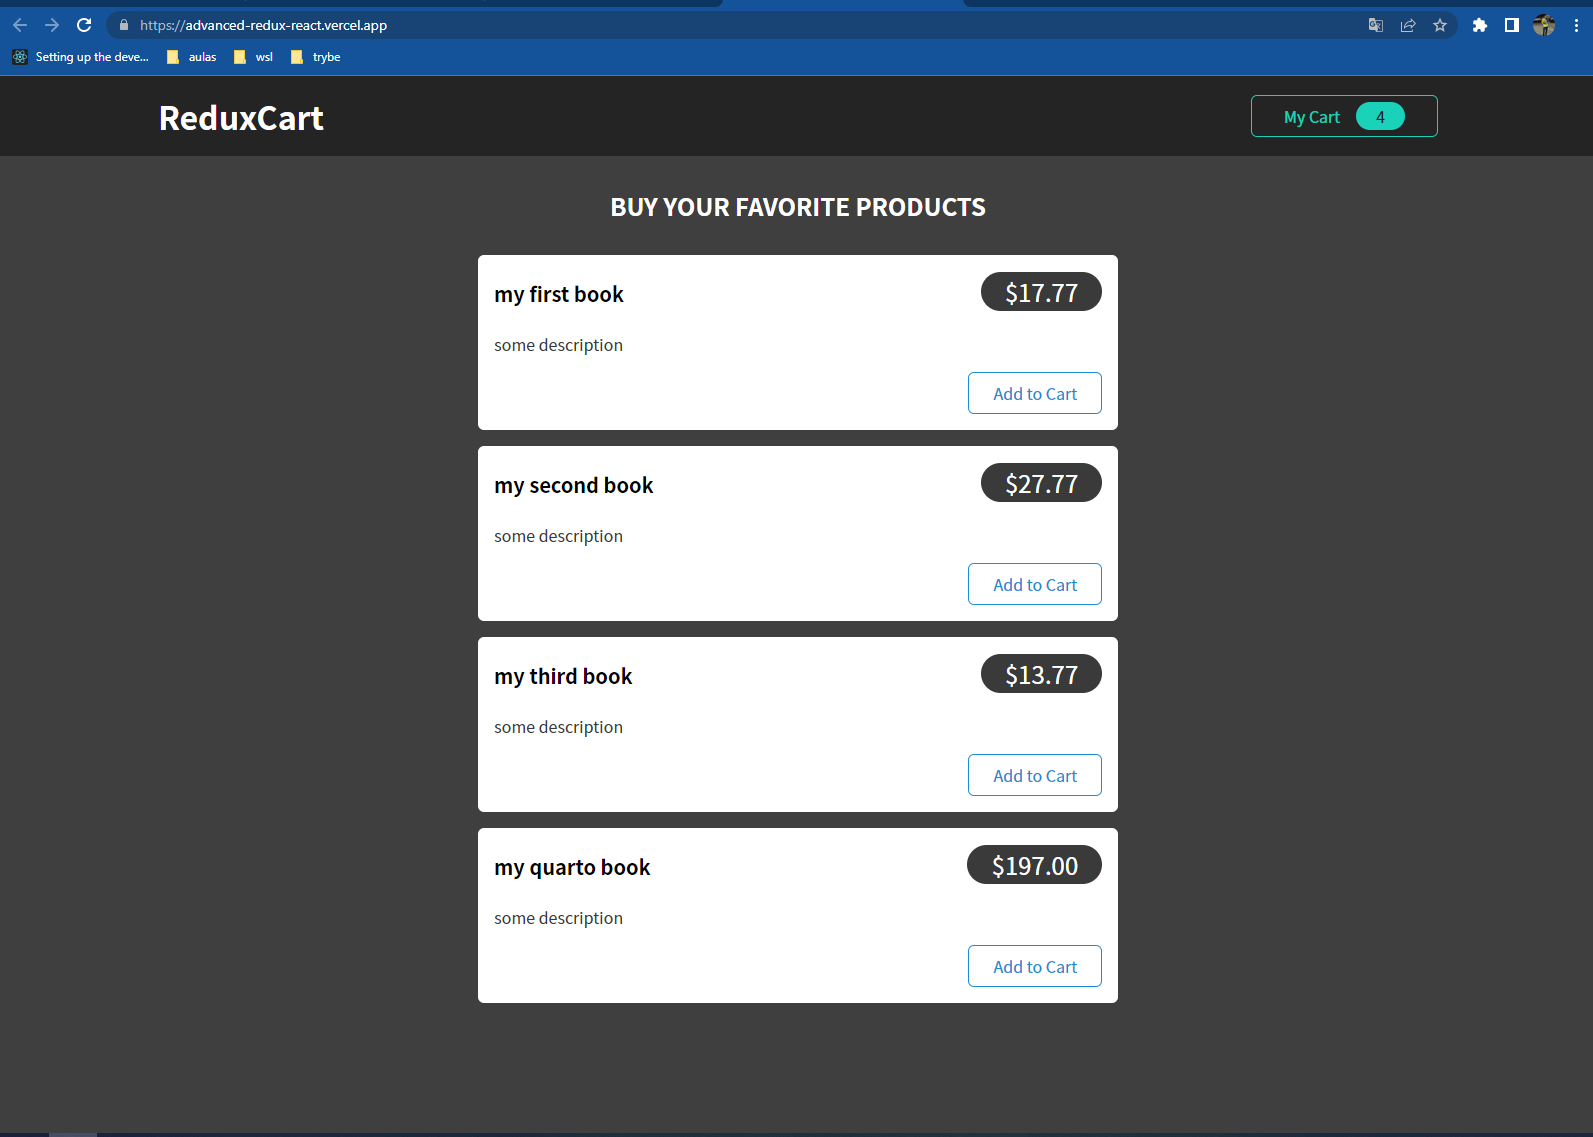 https://advanced-redux-react.vercel.app
Setting up the deve... aulas wsl trybe
ReduxCart
My Cart 4
BUY YOUR FAVORITE PRODUCTS
my first book $17.77
some description
Add to Cart
my second book $27.77
some description
Add to Cart
my third book $13.77
some description
Add to Cart
my quarto book $197.00
some description
Add to Cart